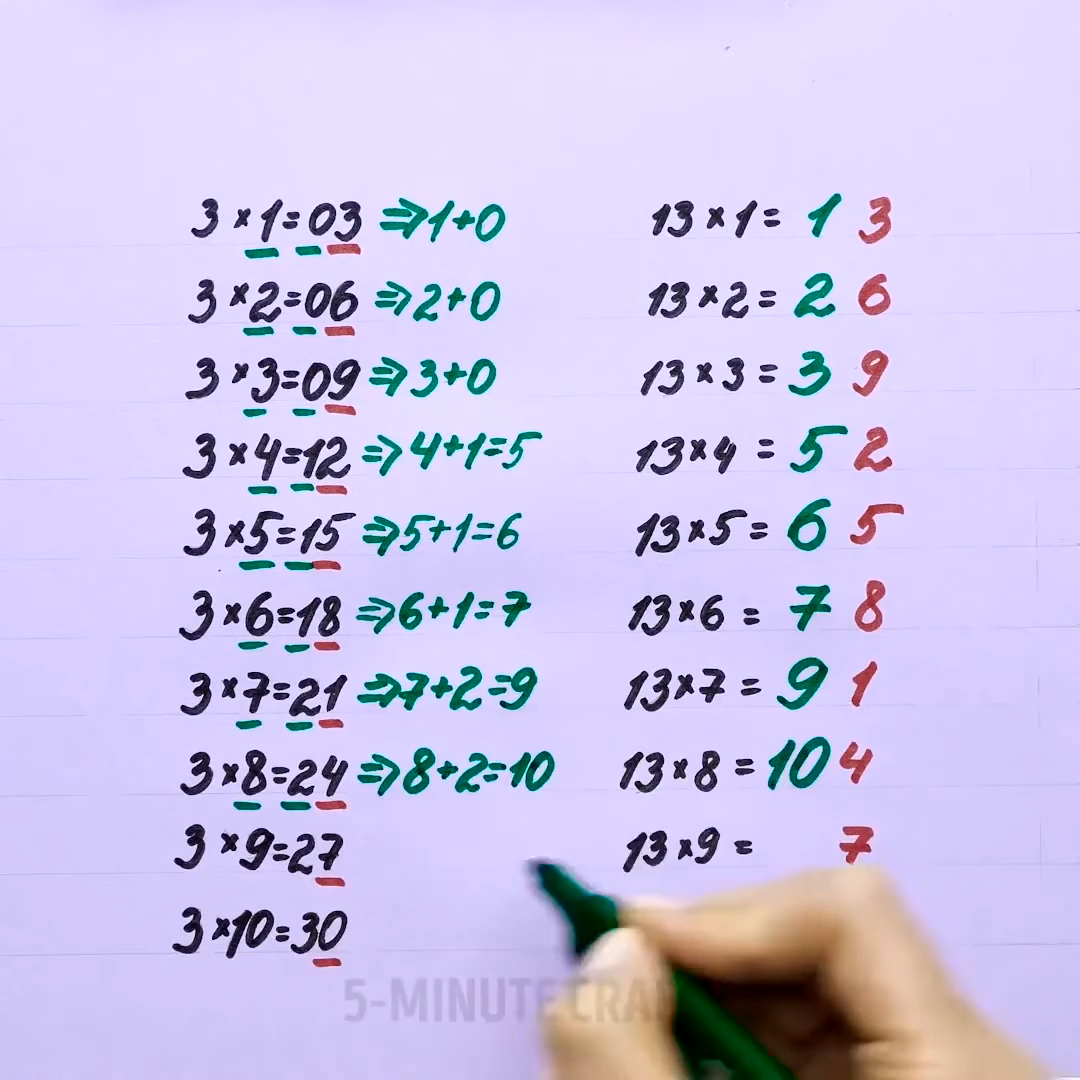 3 × 1 = 03 ⇒ 1+0
3 × 2 = 06 ⇒ 2+0
3 × 3 = 09 ⇒ 3+0
3 × 4 = 12 ⇒ 4+1=5
3 × 5 = 15 ⇒ 5+1=6
3 × 6 = 18 ⇒ 6+1=7
3 × 7 = 21 ⇒ 7+2=9
3 × 8 = 24 ⇒ 8+2=10
3 × 9 = 27
3 × 10 = 30
13 × 1 = 1 3
13 × 2 = 2 6
13 × 3 = 3 9
13 × 4 = 5 2
13 × 5 = 6 5
13 × 6 = 7 8
13 × 7 = 9 1
13 × 8 = 10 4
13 × 9 = 7
5-MINUTE CRA